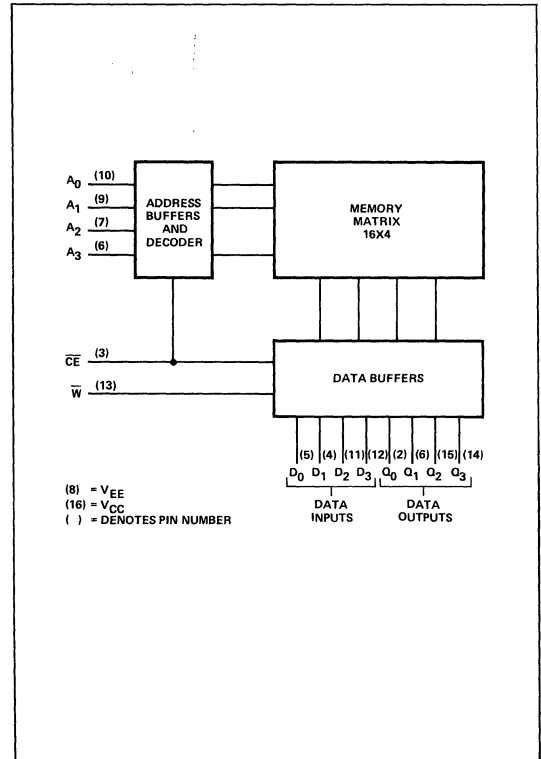 A0 (10)
A1 (9)
A2 (7)
A3 (6)
ADDRESS
BUFFERS
AND
DECODER
MEMORY
MATRIX
16X4
CE (3)
W (13)
DATA BUFFERS
(5) (4) (11) (12) (2) (6) (15) (14)
D0 D1 D2 D3 Q0 Q1 Q2 Q3
DATA
INPUTS
DATA
OUTPUTS
(8) = VEE
(16) = VCC
( ) = DENOTES PIN NUMBER